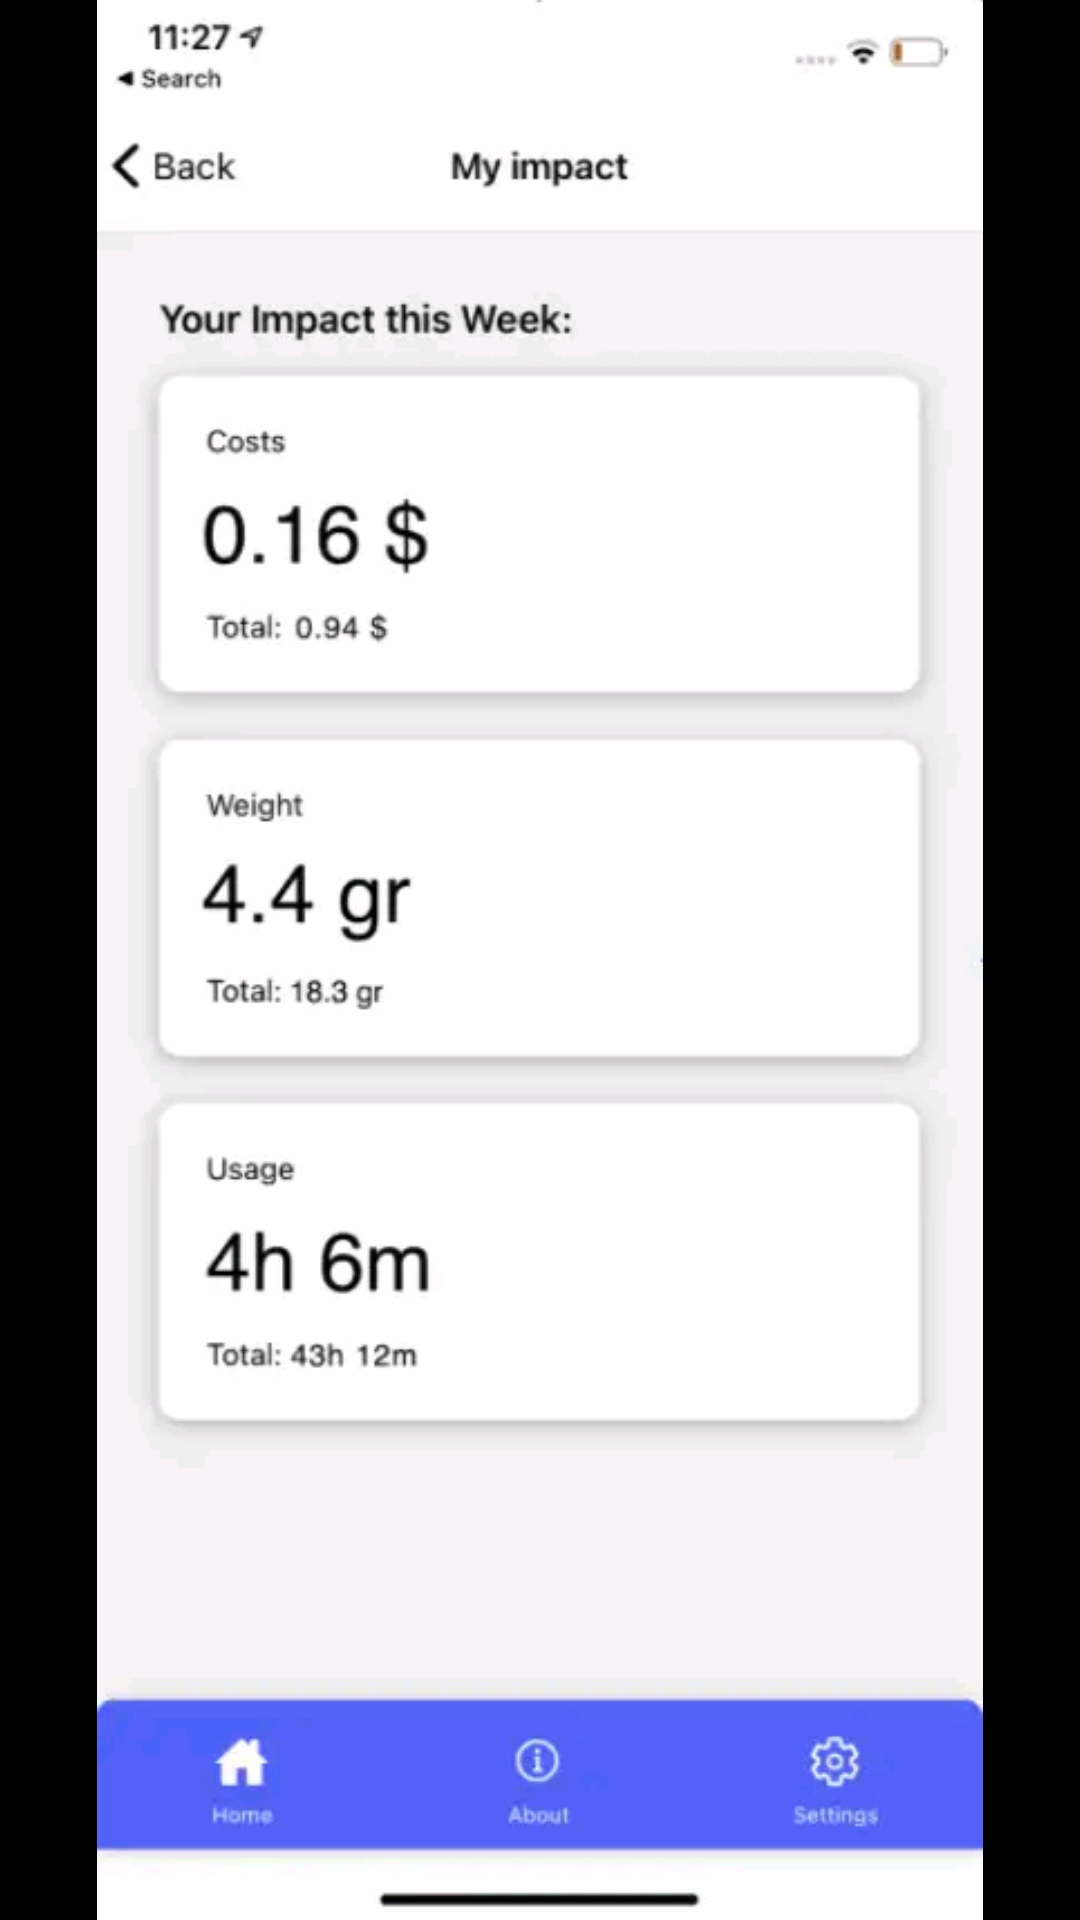 11:27
Search
Back
My impact
Your Impact this Week:
Costs
0.16 $
Total: 0.94 $
Weight
4.4 gr
Total: 18.3 gr
Usage
4h 6m
Total: 43h 12m
Home
About
Settings